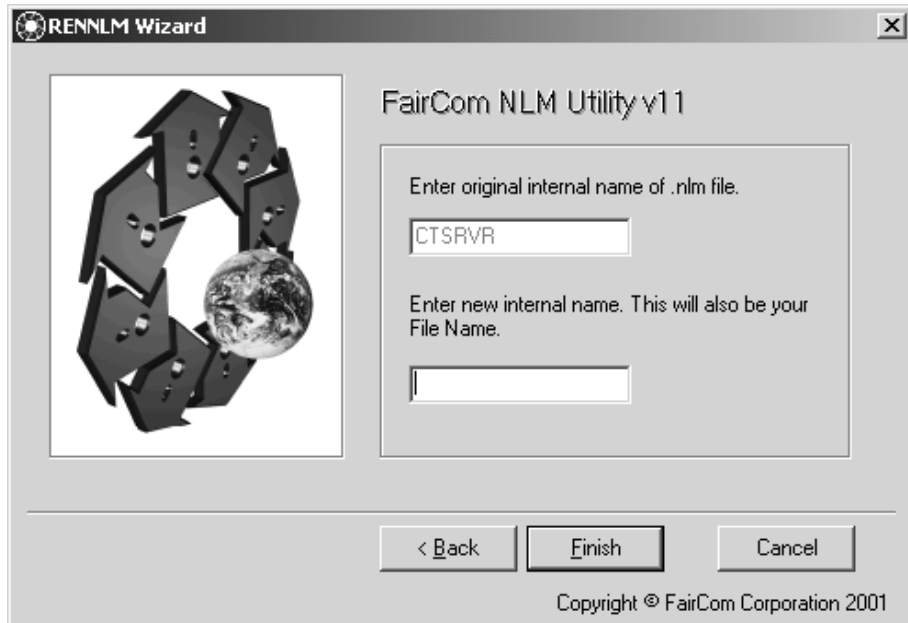 RENNLM Wizard
FairCom NLM Utility v11
Enter original internal name of .nlm file.
CTSRVR
Enter new internal name. This will also be your
File Name.
< Back
Finish
Cancel
Copyright © FairCom Corporation 2001